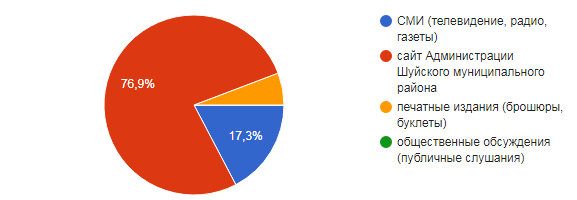 76,9%
17,3%
СМИ (телевидение, радио,
газеты)
сайт Администрации
Шуйского муниципального
района
печатные издания (брошюры,
буклеты)
общественные обсуждения
(публичные слушания)